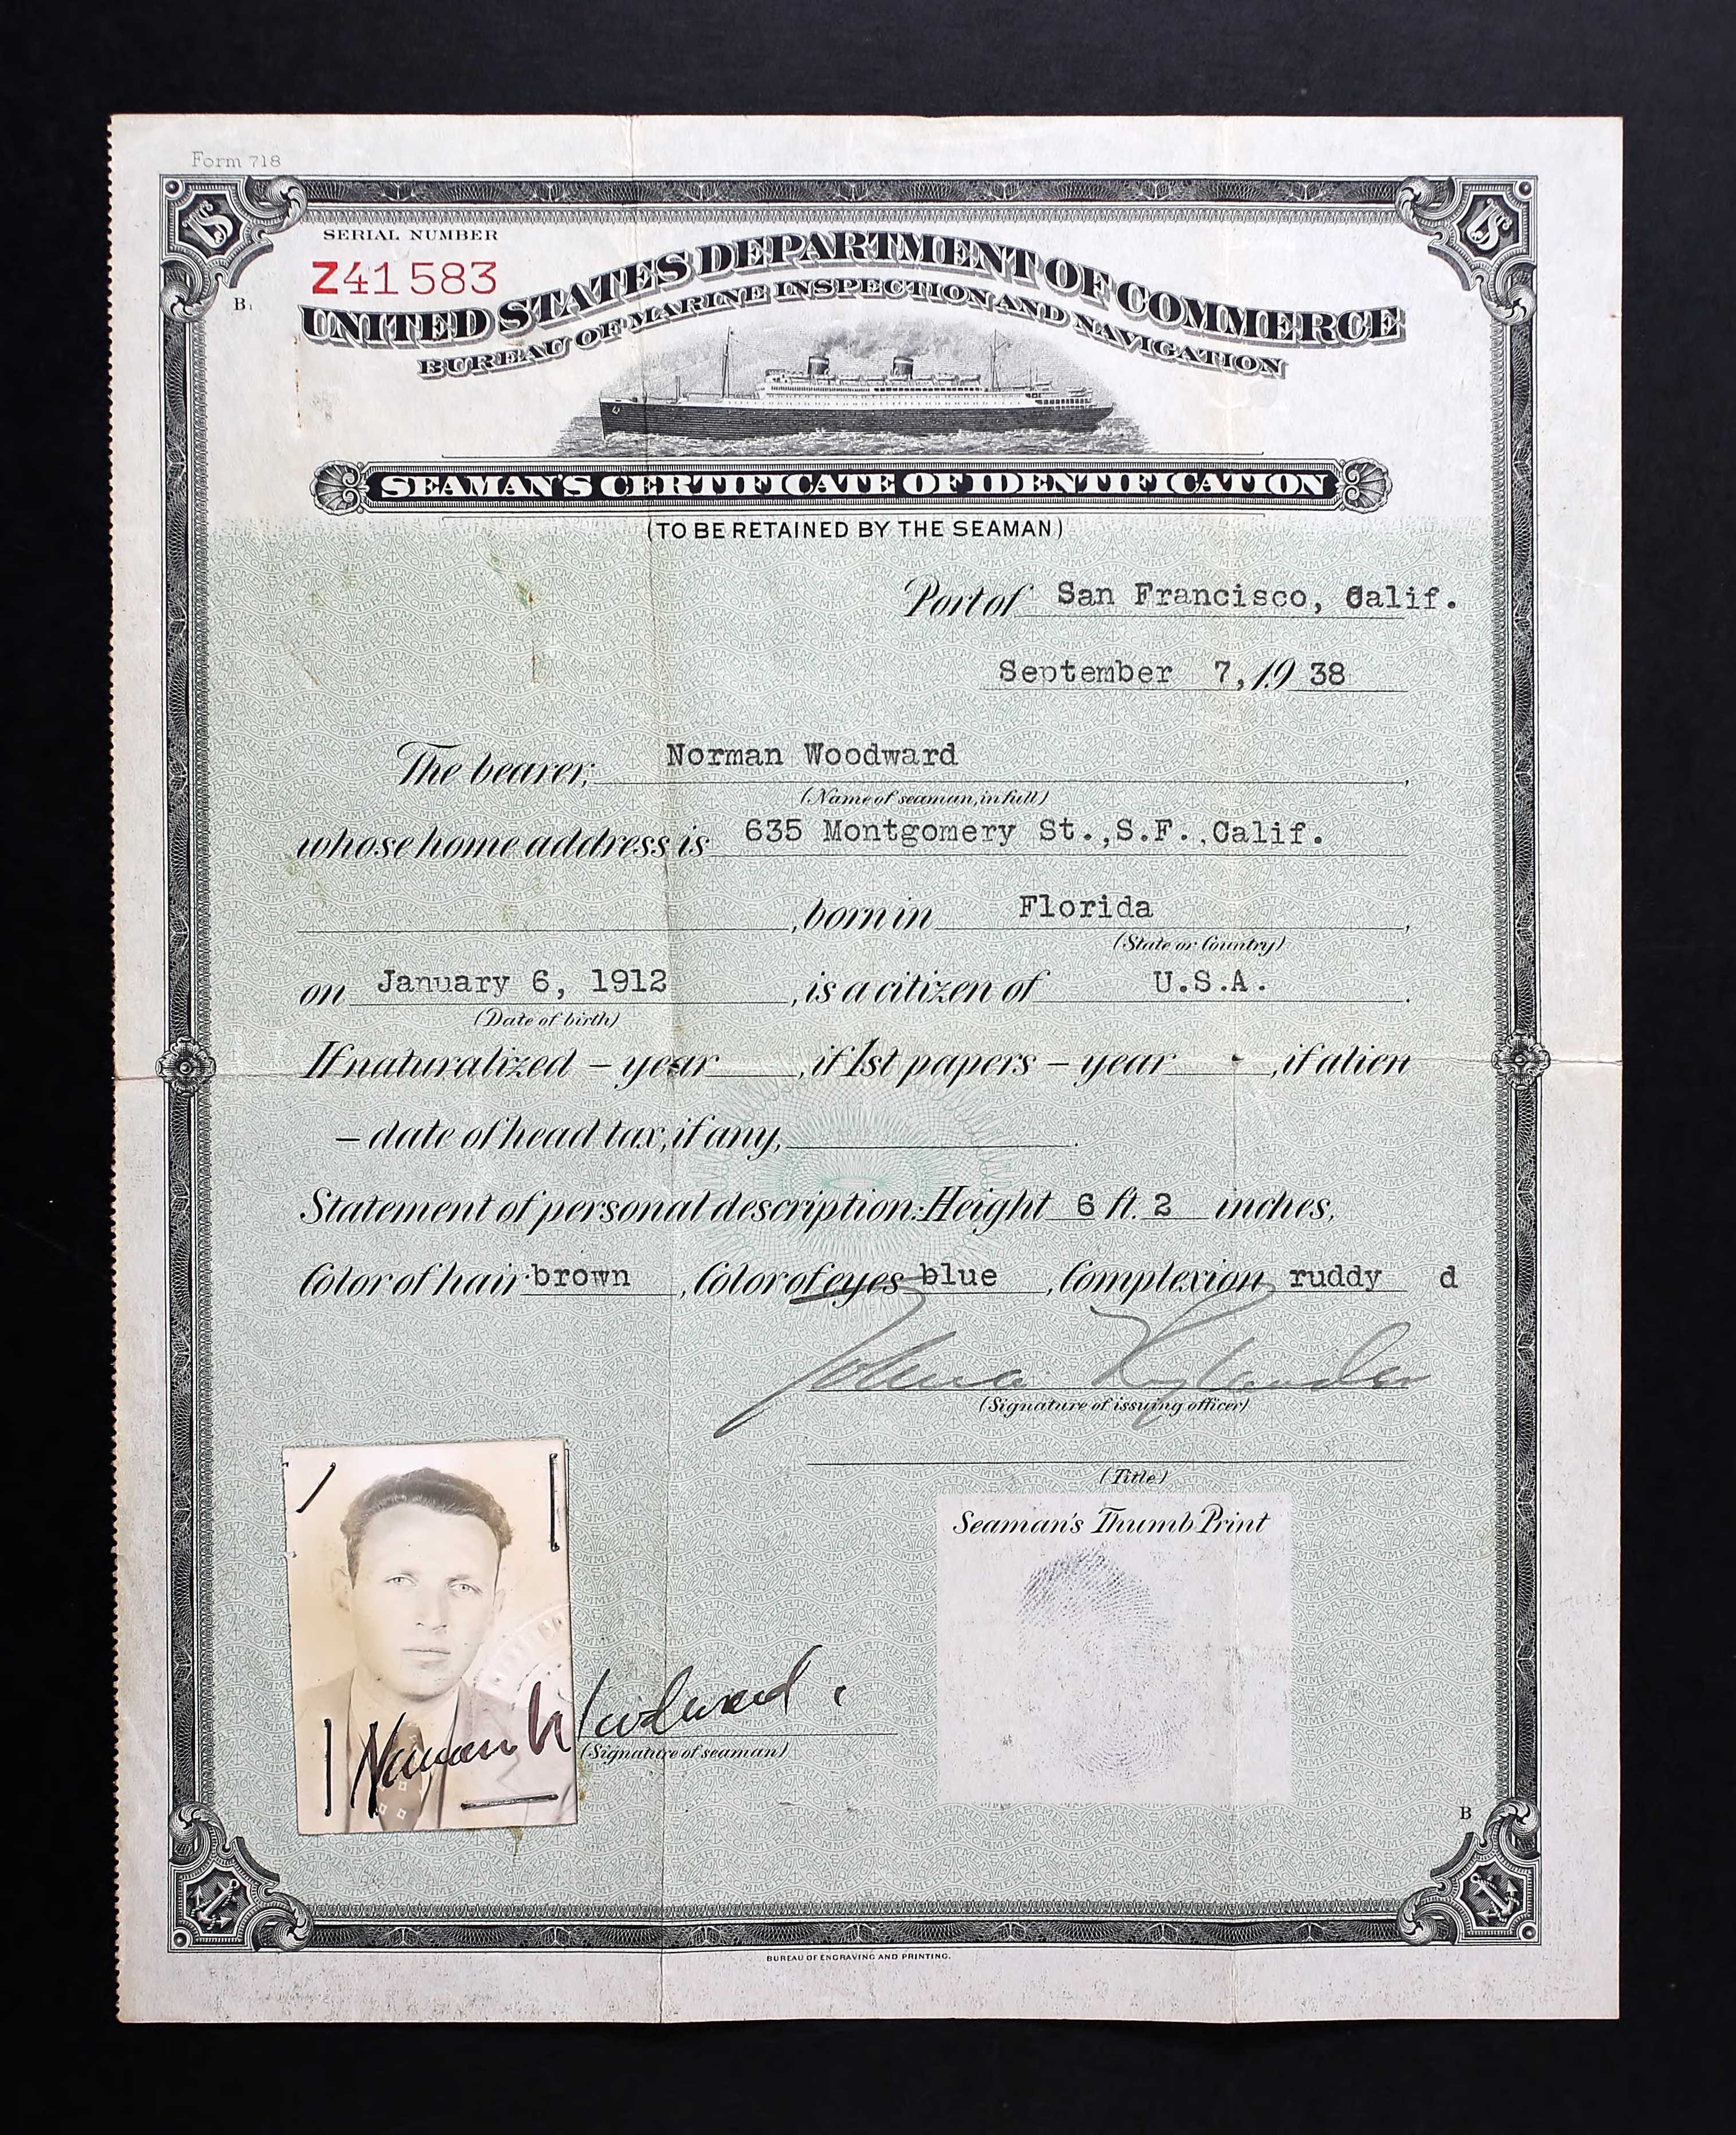 Form 718
SERIAL NUMBER
Z41583
B
UNITED STATES DEPARTMENT OF COMMERCE
BUREAU OF MARINE INSPECTION AND NAVIGATION
SEAMAN'S CERTIFICATE OF IDENTIFICATION
(TO BE RETAINED BY THE SEAMAN)
Port of San Francisco, Calif.
September 7, 19 38
The bearer, Norman Woodward,
(Name of seaman, in full)
whose home address is 635 Montgomery St.,S.F.,Calif.
, born in Florida,
(State or Country)
on January 6, 1912, is a citizen of U.S.A.
(Date of birth)
If naturalized – year , if 1st papers – year , if alien
– date of head tax, if any, .
Statement of personal description: Height 6 ft. 2 inches,
Color of hair brown, Color of eyes blue, Complexion ruddy d
(Signature of issuing officer)
(Title)
Seaman's Thumb Print
Norman Woodward.
(Signature of seaman)
B
BUREAU OF ENGRAVING AND PRINTING.